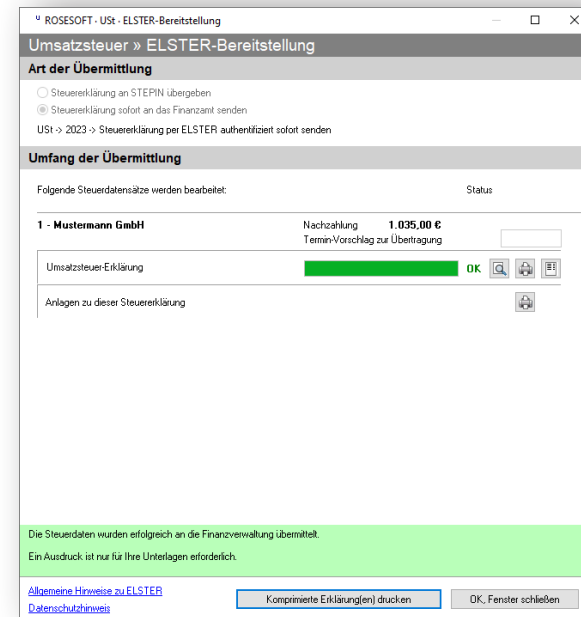 ROSESOFT - USt - ELSTER-Bereitstellung
Umsatzsteuer » ELSTER-Bereitstellung
Art der Übermittlung
Steuererklärung an STEPIN übergeben
Steuererklärung sofort an das Finanzamt senden
USt -> 2023 -> Steuererklärung per ELSTER authentifiziert sofort senden
Umfang der Übermittlung
Folgende Steuerdatensätze werden bearbeitet: Status
1 - Mustermann GmbH Nachzahlung 1.035,00 €
Termin-Vorschlag zur Übertragung
Umsatzsteuer-Erklärung OK
Anlagen zu dieser Steuererklärung
Die Steuerdaten wurden erfolgreich an die Finanzverwaltung übermittelt.
Ein Ausdruck ist nur für Ihre Unterlagen erforderlich.
Allgemeine Hinweise zu ELSTER
Komprimierte Erklärung(en) drucken OK, Fenster schließen
Datenschutzhinweis